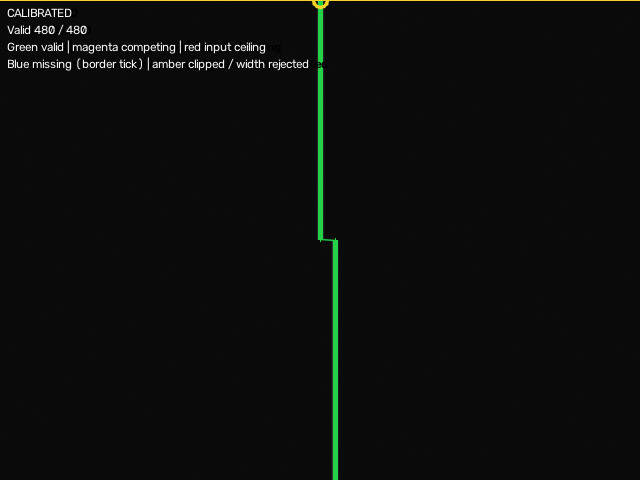 CALIBRATED
Valid 480 / 480
Green valid | magenta competing | red input ceiling
Blue missing (border tick) | amber clipped / width rejected